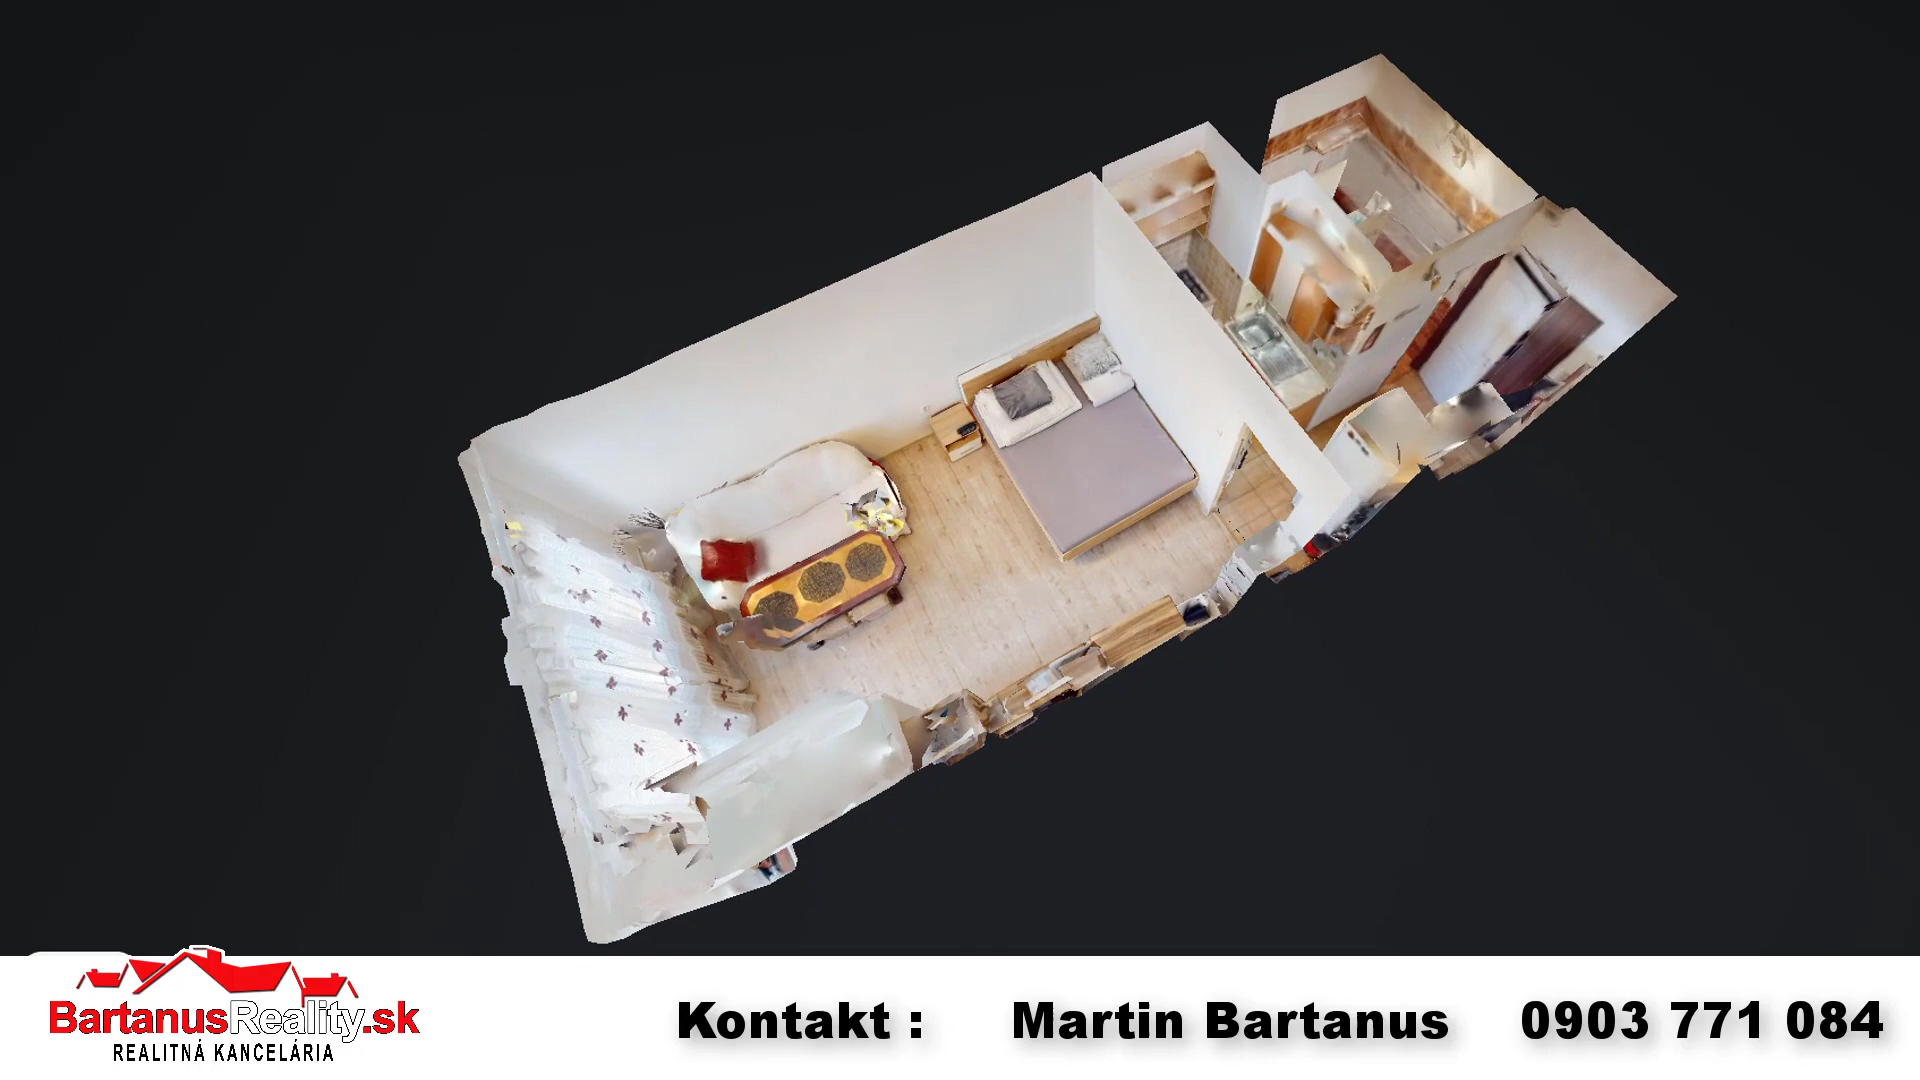 BartanusReality.sk
REALITNÁ KANCELÁRIA
Kontakt : Martin Bartanus 0903 771 084